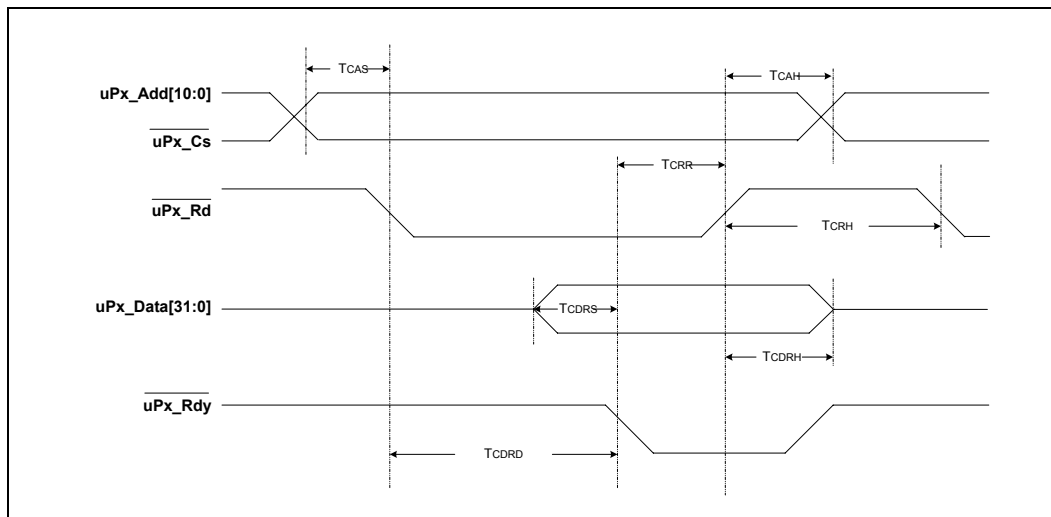 TCAS
TCAH
uPx_Add[10:0]
uPx_Cs
TCRR
uPx_Rd
TCRH
uPx_Data[31:0]
TCDRS
TCDRH
uPx_Rdy
TCDRD